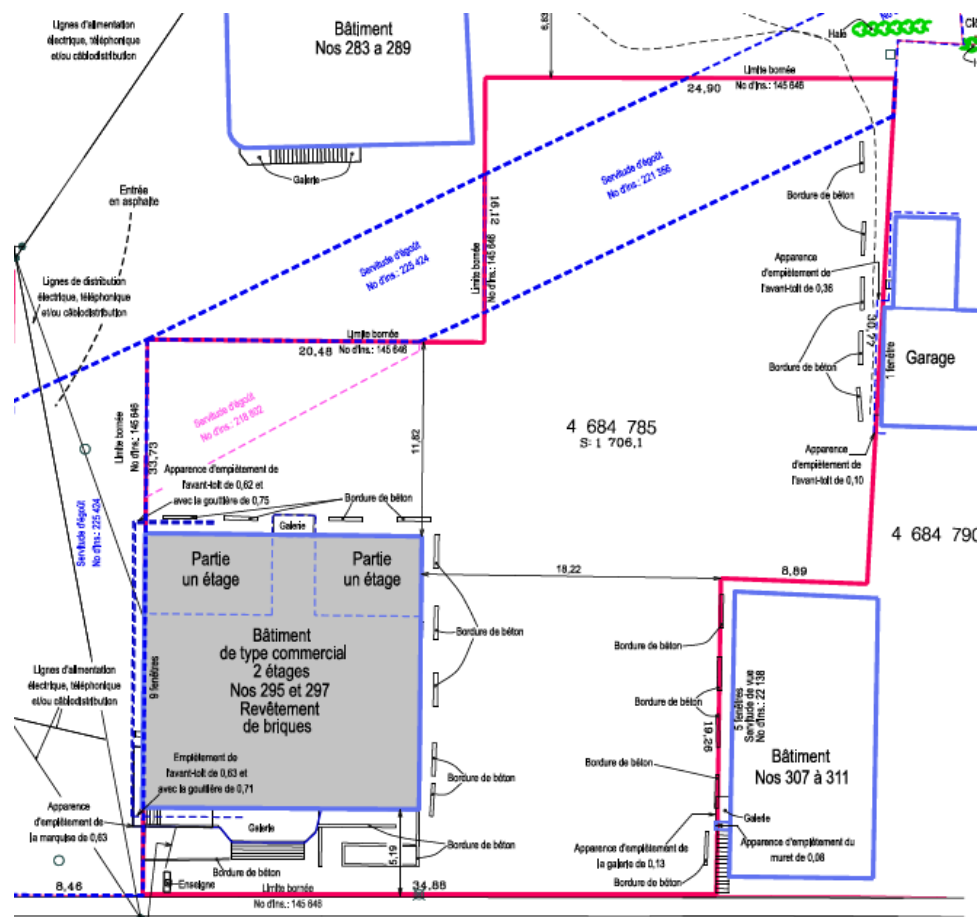 Lignes d'alimentation
électrique, téléphonique
et/ou câblodistribution
Bâtiment
Nos 283 a 289
6,83
Haie
Clô
Limite bornée
24,90
No d'ins.: 145 646
Galerie
Servitude d'égoût
No d'ins.: 221 356
Bordure de béton
Entrée
en asphalte
16,12
Limite bornée
No d'ins.: 145 646
Servitude d'égoût
No d'ins.: 225 424
Apparence
d'empiètement de
l'avant-toit de 0,36
Lignes de distribution
électrique, téléphonique
et/ou câblodistribution
Limite bornée
20,48
No d'ins.: 145 646
30,77
1 fenêtre
Garage
Bordure de béton
Servitude d'égoût
No d'ins.: 218 802
Limite bornée
No d'ins.: 145 646
33,73
11,82
4 684 785
S: 1 706,1
Apparence
d'empiètement de
l'avant-toit de 0,10
Apparence d'empiètement de
l'avant-toit de 0,62 et
avec la gouttière de 0,75
Bordure de béton
Servitude d'égoût
No d'ins.: 225 424
Galerie
4 684 790
Partie
un étage
Partie
un étage
18,22
8,89
Bordure de béton
Bâtiment
de type commercial
2 étages
Nos 295 et 297
Revêtement
de briques
9 fenêtres
Bordure de béton
Lignes d'alimentation
électrique, téléphonique
et/ou câblodistribution
Bordure de béton
19,26
5 fenêtres
Servitude de vue
No d'ins.: 22 138
Bâtiment
Nos 307 à 311
Empiètement de
l'avant-toit de 0,63 et
avec la gouttière de 0,71
Bordure de béton
Bordure de béton
Apparence
d'empiètement de
la marquise de 0,63
Galerie
5,19
Bordure de béton
Galerie
Apparence d'empiètement de
la galerie de 0,13
Apparence d'empiètement du
muret de 0,08
Bordure de béton
Bordure de béton
8,46
Enseigne
Limite bornée
34,88
No d'ins.: 145 646